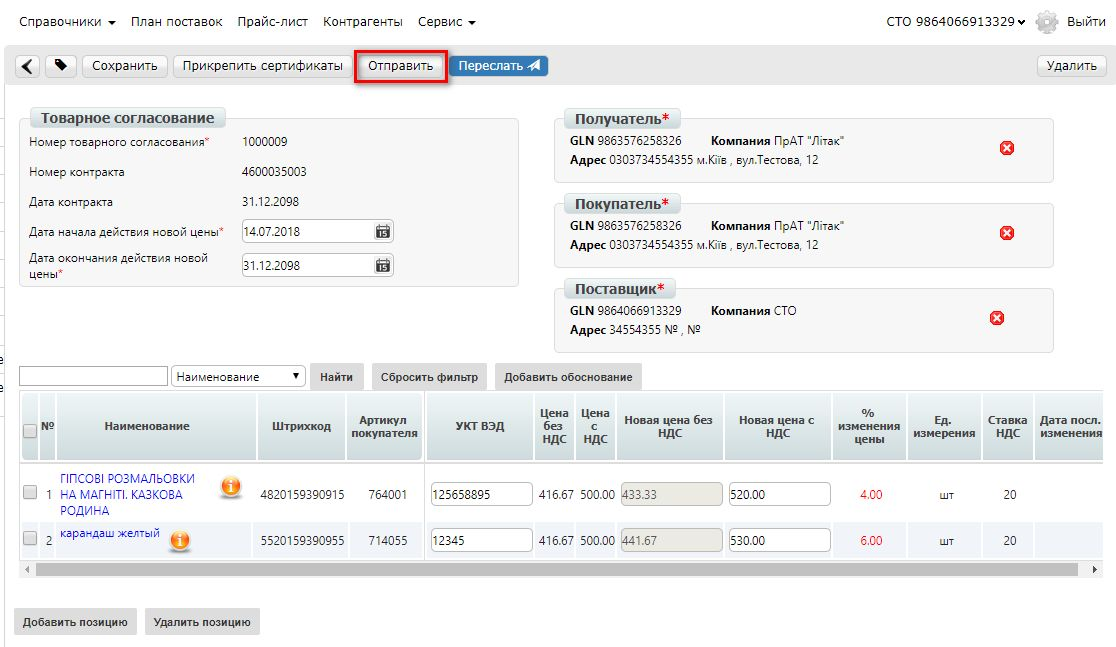 Справочники План поставок Прайс-лист Контрагенты Сервис СТО 9864066913329 Выйти
Сохранить Прикрепить сертификаты Отправить Переслать Удалить
Товарное согласование
Номер товарного согласования* 1000009
Номер контракта 4600035003
Дата контракта 31.12.2098
Дата начала действия новой цены* 14.07.2018 15
Дата окончания действия новой
цены* 31.12.2098 15
Получатель*
GLN 9863576258326 Компания ПрАТ "Літак"
Адрес 0303734554355 м.Київ , вул.Тестова, 12
Покупатель*
GLN 9863576258326 Компания ПрАТ "Літак"
Адрес 0303734554355 м.Київ , вул.Тестова, 12
Поставщик*
GLN 9864066913329 Компания СТО
Адрес 34554355 № , №
Наименование Найти Сбросить фильтр Добавить обоснование
№ Наименование Штрихкод Артикул покупателя УКТ ВЭД Цена без НДС Цена с НДС Новая цена без НДС Новая цена с НДС % изменения цены Ед. измерения Ставка НДС Дата посл. изменения
1 ГІПСОВІ РОЗМАЛЬОВКИ
НА МАГНІТІ. КАЗКОВА
РОДИНА
4820159390915 764001 125658895 416.67 500.00 433.33 520.00 4.00 шт 20
2 карандаш желтый 5520159390955 714055 12345 416.67 500.00 441.67 530.00 6.00 шт 20
Добавить позицию Удалить позицию